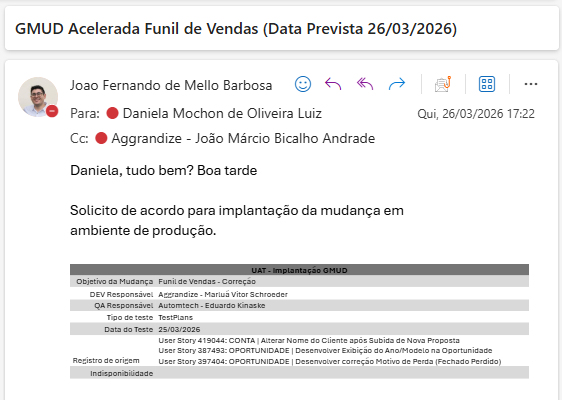 GMUD Acelerada Funil de Vendas (Data Prevista 26/03/2026)
Joao Fernando de Mello Barbosa
Para: Daniela Mochon de Oliveira Luiz
Qui, 26/03/2026 17:22
Cc: Aggrandize - João Márcio Bicalho Andrade
Daniela, tudo bem? Boa tarde
Solicito de acordo para implantação da mudança em
ambiente de produção.
UAT - Implantação GMUD
Objetivo da Mudança Funil de Vendas - Correção
DEV Responsável Aggrandize - Marluã Vitor Schroeder
QA Responsável Automtech - Eduardo Kinaske
Tipo de teste TestPlans
Data do Teste 25/03/2026
User Story 419044: CONTA | Alterar Nome do Cliente após Subida de Nova Proposta
User Story 387493: OPORTUNIDADE | Desenvolver Exibição do Ano/Modelo na Oportunidade
Registro de origem User Story 397404: OPORTUNIDADE | Desenvolver correção Motivo de Perda (Fechado Perdido)
Indisponibilidade